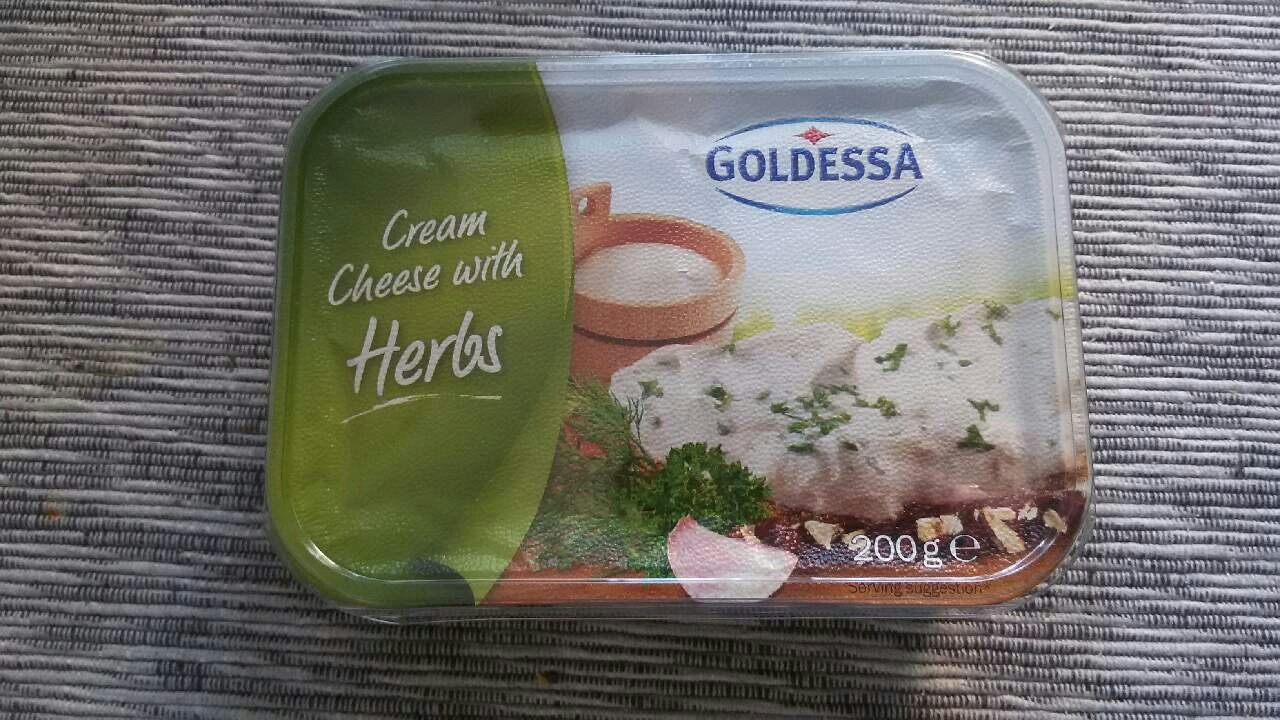 Cream
Cheese with
Herbs
GOLDESSA
200g ℮
Serving suggestion